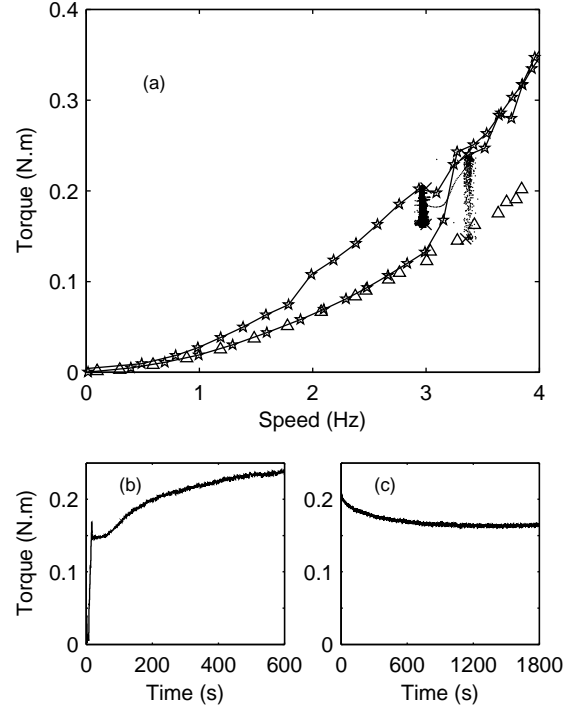 0.4
0.3
0.2
0.1
0
Torque (N.m)
(a)
0 1 2 3 4
Speed (Hz)
0.2
0.1
0
Torque (N.m)
(b)
0 200 400 600
Time (s)
0.2
0.1
0
(c)
0 600 1200 1800
Time (s)